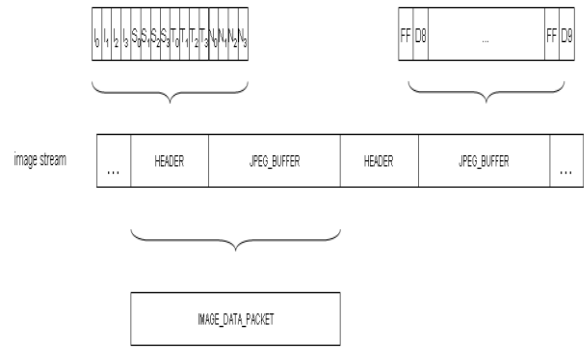 I0 I1 I2 I3 S0 S1 S2 S3 T0 T1 T2 T3 N0 N1 N2 N3
FF D8 ... FF D9
image stream
... HEADER JPEG_BUFFER HEADER JPEG_BUFFER ...
IMAGE_DATA_PACKET